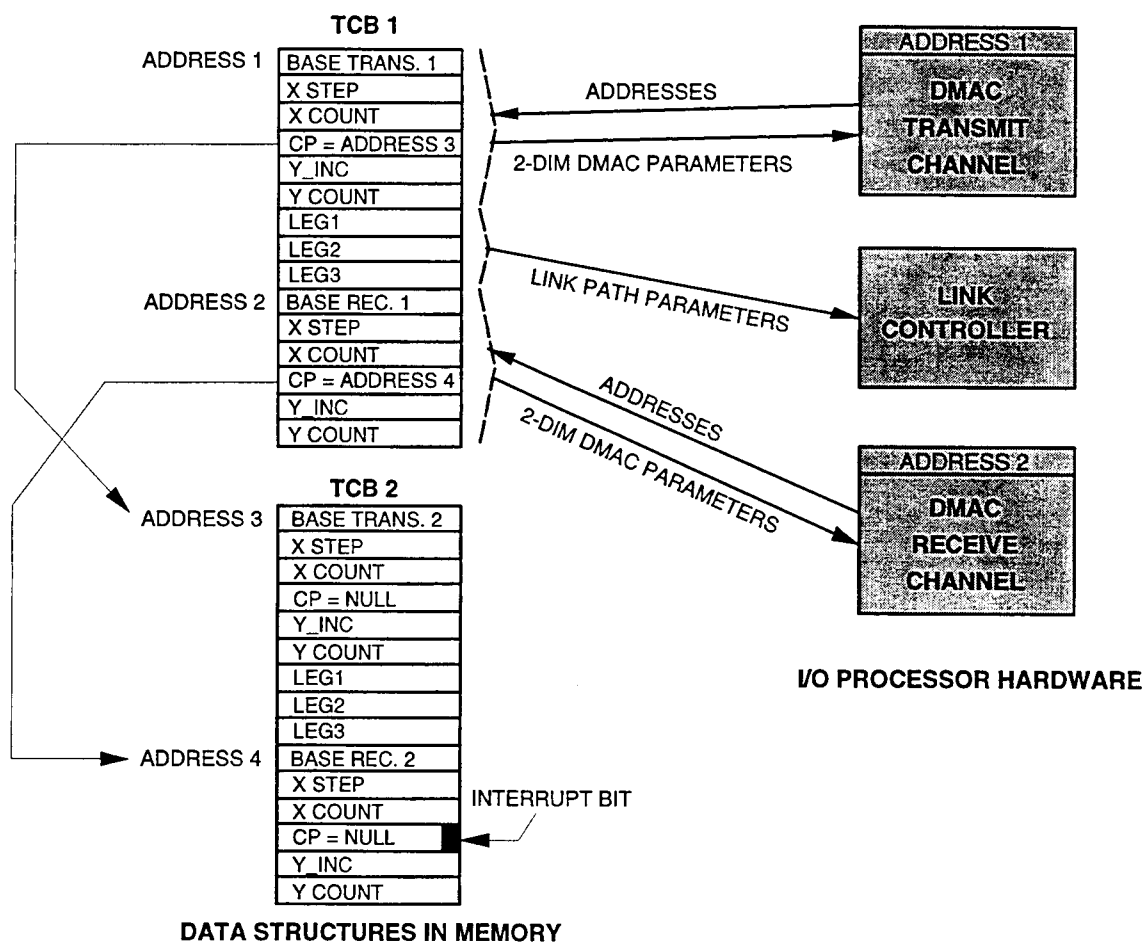 TCB 1
ADDRESS 1
BASE TRANS. 1
X STEP
X COUNT
CP = ADDRESS 3
Y_INC
Y COUNT
LEG1
LEG2
LEG3
ADDRESS 2
BASE REC. 1
X STEP
X COUNT
CP = ADDRESS 4
Y_INC
Y COUNT
TCB 2
ADDRESS 3
BASE TRANS. 2
X STEP
X COUNT
CP = NULL
Y_INC
Y COUNT
LEG1
LEG2
LEG3
ADDRESS 4
BASE REC. 2
X STEP
X COUNT
CP = NULL
Y_INC
Y COUNT
INTERRUPT BIT
DATA STRUCTURES IN MEMORY
ADDRESSES
2-DIM DMAC PARAMETERS
LINK PATH PARAMETERS
ADDRESSES
2-DIM DMAC PARAMETERS
ADDRESS 1
DMAC
TRANSMIT
CHANNEL
LINK
CONTROLLER
ADDRESS 2
DMAC
RECEIVE
CHANNEL
I/O PROCESSOR HARDWARE